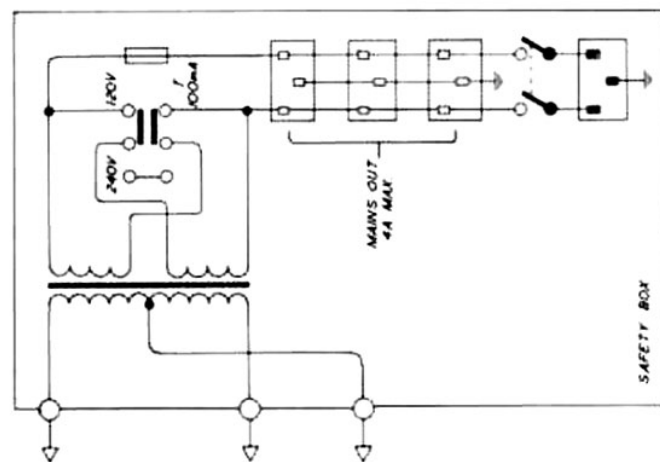 120V
240V
T
100mA
MAINS OUT
4A MAX
SAFETY BOX